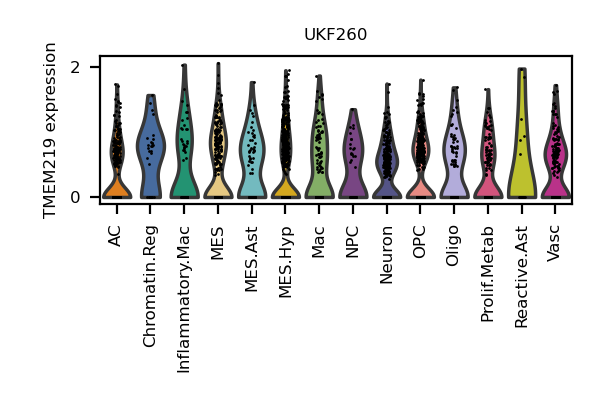 UKF260
TMEM219 expression
2
0
AC
Chromatin.Reg
Inflammatory.Mac
MES
MES.Ast
MES.Hyp
Mac
NPC
Neuron
OPC
Oligo
Prolif.Metab
Reactive.Ast
Vasc